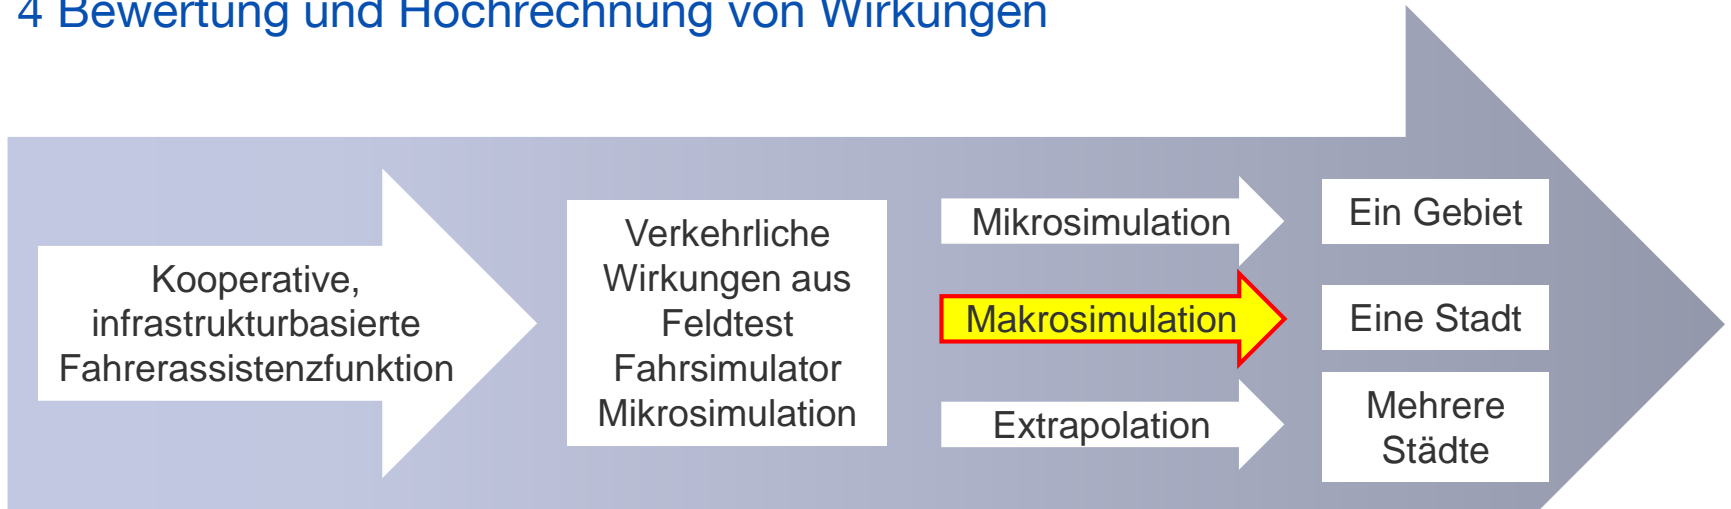 4 Bewertung und Hochrechnung von Wirkungen
Kooperative,
infrastrukturbasierte
Fahrerassistenzfunktion
Verkehrliche
Wirkungen aus
Feldtest
Fahrsimulator
Mikrosimulation
Mikrosimulation
Ein Gebiet
Makrosimulation
Eine Stadt
Extrapolation
Mehrere
Städte